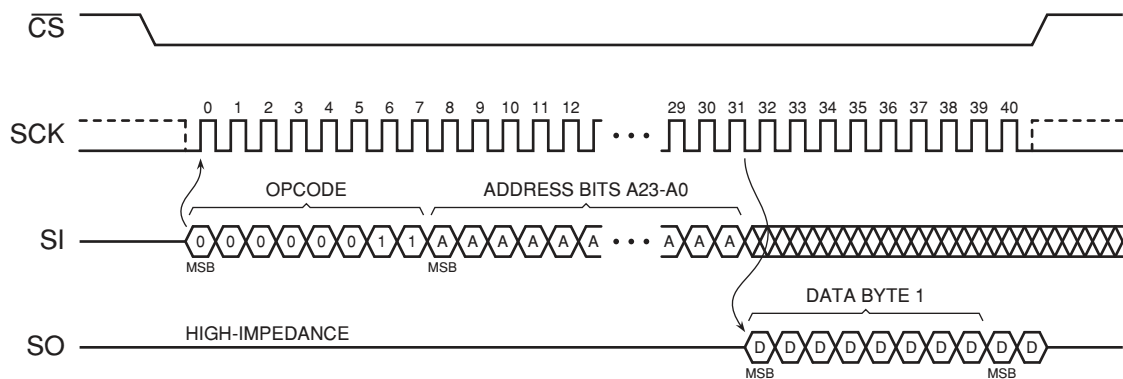 CS
0 1 2 3 4 5 6 7 8 9 10 11 12 29 30 31 32 33 34 35 36 37 38 39 40
SCK
OPCODE ADDRESS BITS A23-A0
SI 0 0 0 0 0 0 1 1 A A A A A A • • • A A A
MSB MSB
DATA BYTE 1
HIGH-IMPEDANCE
SO D D D D D D D D D D
MSB MSB